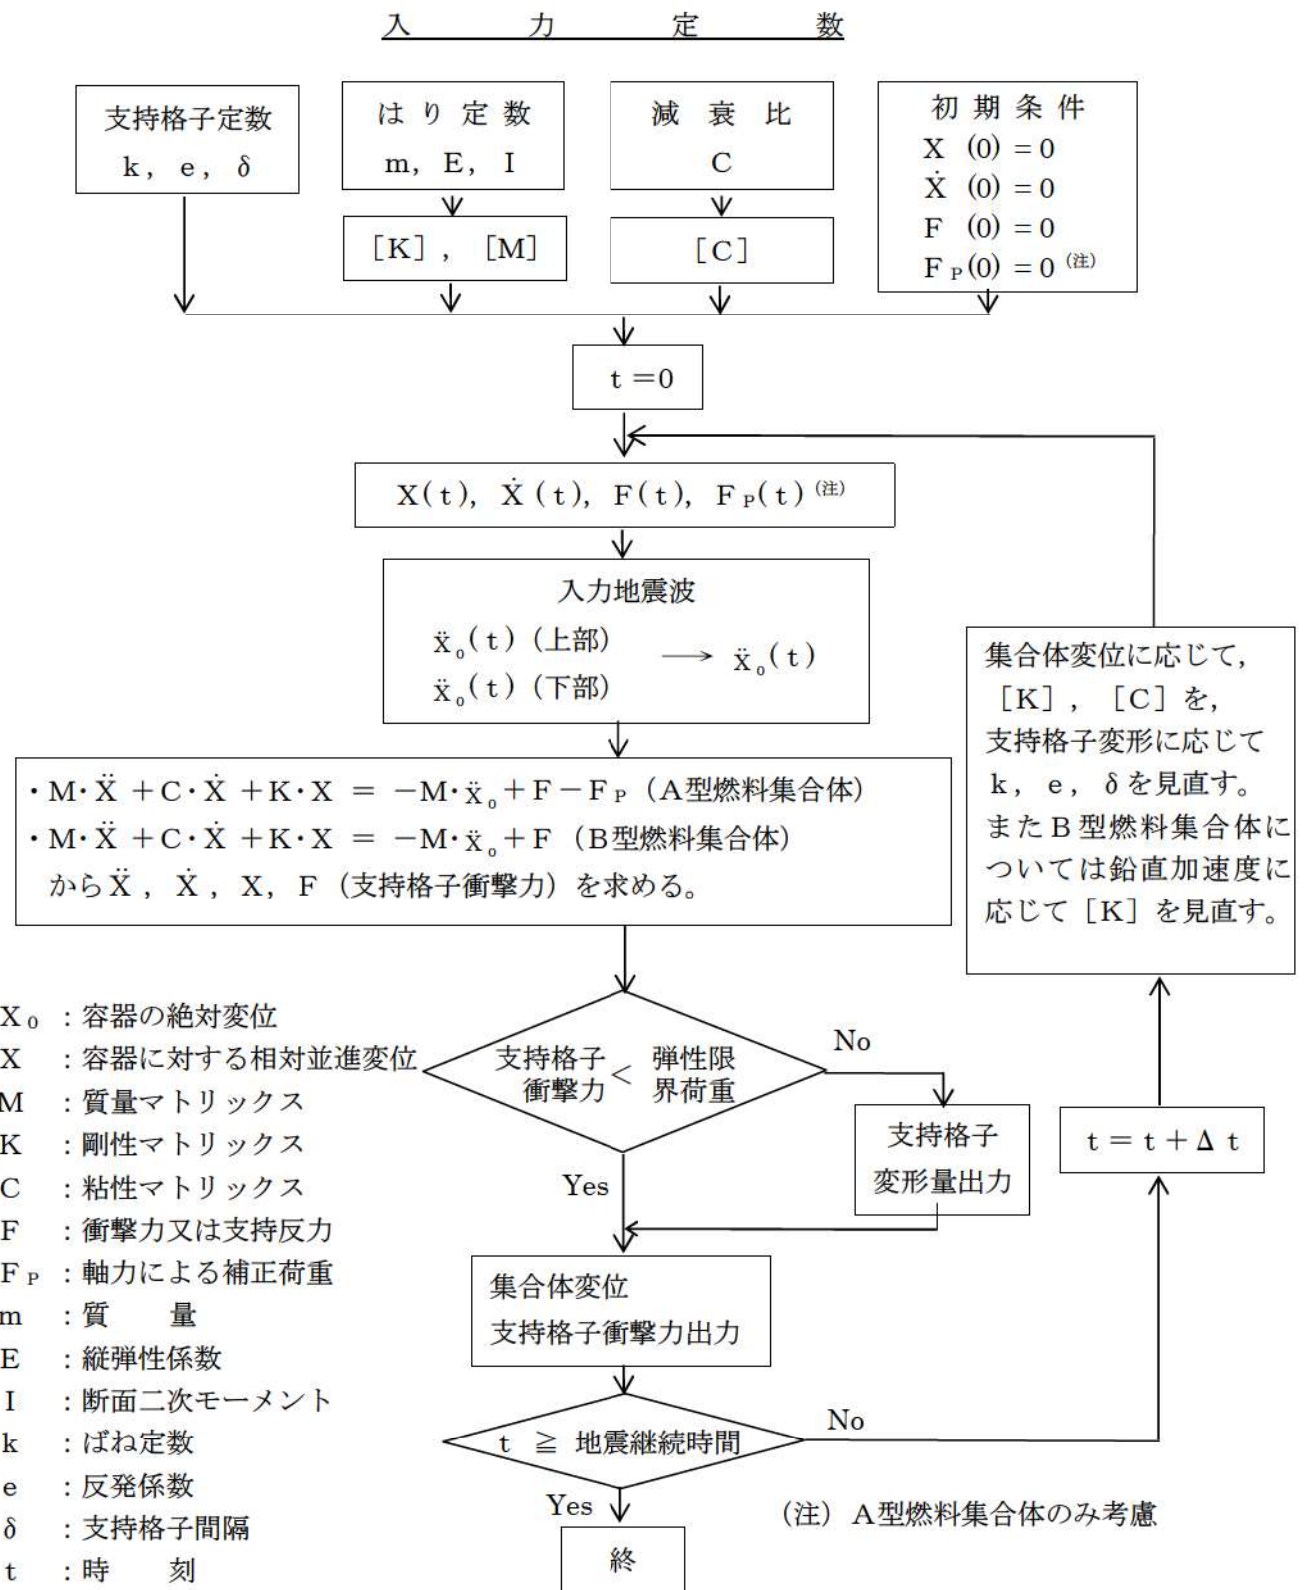 入力定数
支持格子定数
k, e, δ
はり定数
m, E, I
[K], [M]
減衰比
C
[C]
初期条件
X (0) =0
Ẋ (0) =0
F (0) =0
F P(0) =0 (注)
t=0
X(t), Ẋ(t), F(t), F P(t) (注)
入力地震波
ẍ₀(t)(上部)
→ ẍ₀(t)
ẍ₀(t)(下部)
・M·Ẍ+C·Ẋ+K·X = −M·ẍ₀+F−F P(A型燃料集合体)
・M·Ẍ+C·Ẋ+K·X = −M·ẍ₀+F(B型燃料集合体)
からẌ, Ẋ, X, F(支持格子衝撃力)を求める。
集合体変位に応じて,
[K], [C]を,
支持格子変形に応じて
k, e, δを見直す。
またB型燃料集合体に
ついては鉛直加速度に
応じて[K]を見直す。
支持格子 弾性限
衝撃力 < 界荷重
No
Yes
支持格子
変形量出力
t=t+Δt
集合体変位
支持格子衝撃力出力
t ≧ 地震継続時間
No
Yes
終
X₀ :容器の絶対変位
X :容器に対する相対並進変位
M :質量マトリックス
K :剛性マトリックス
C :粘性マトリックス
F :衝撃力又は支持反力
F P :軸力による補正荷重
m :質 量
E :縦弾性係数
I :断面二次モーメント
k :ばね定数
e :反発係数
δ :支持格子間隔
t :時 刻
(注)A型燃料集合体のみ考慮